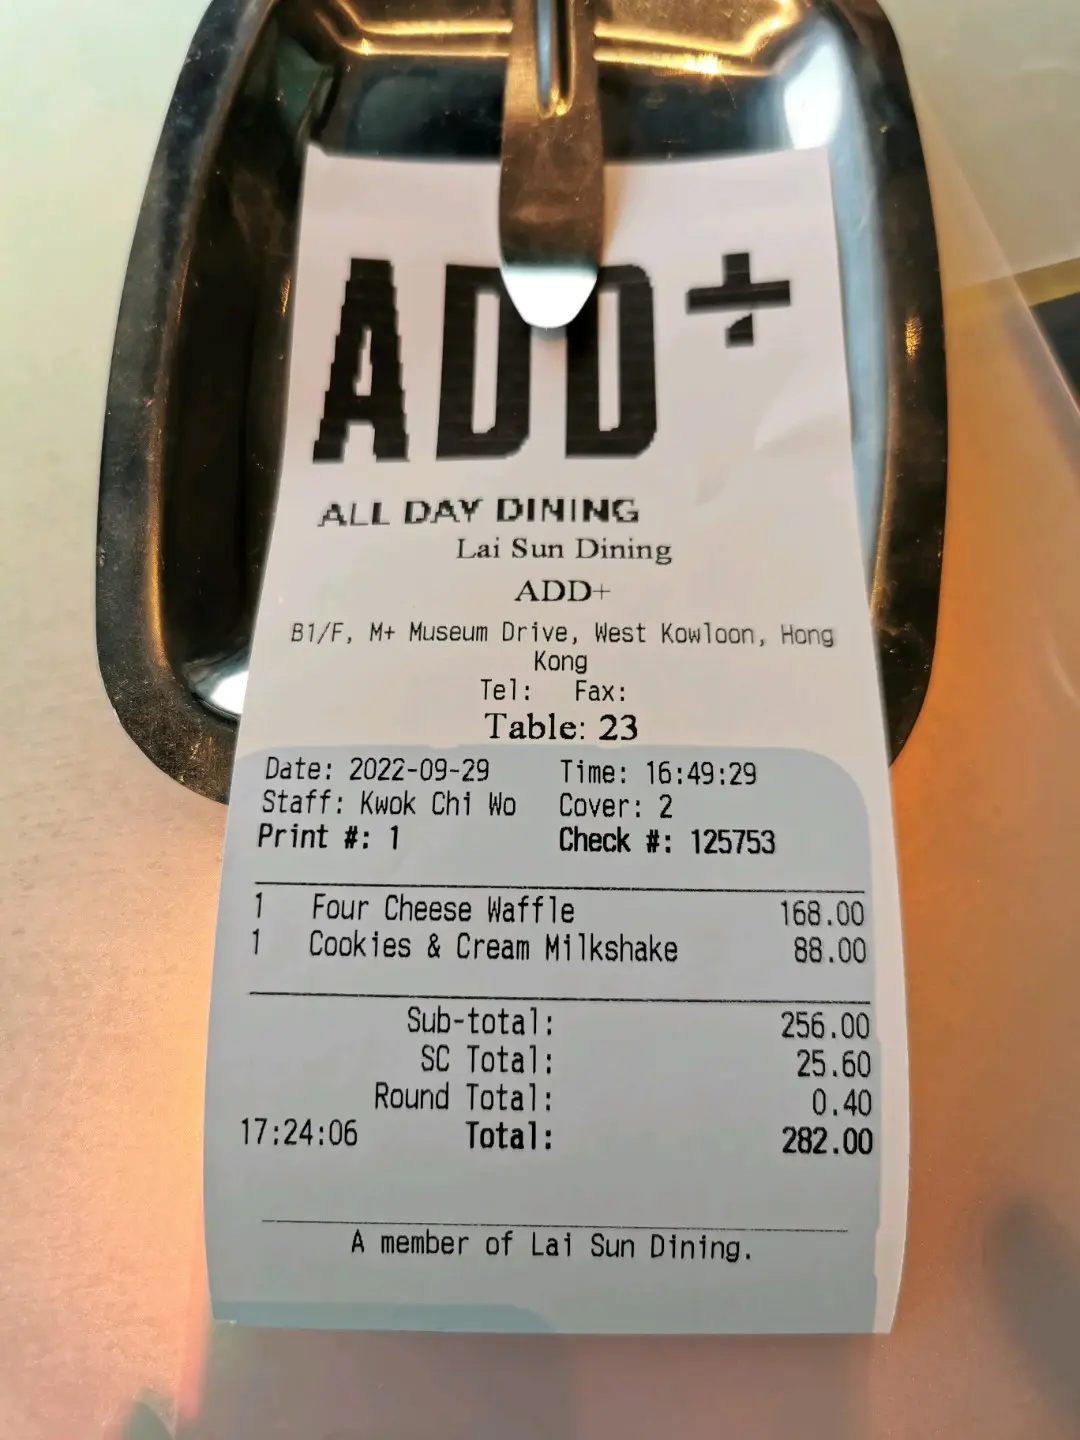 ADD+
ALL DAY DINING
Lai Sun Dining
ADD+
B1/F, M+ Museum Drive, West Kowloon, Hong
Kong
Tel: Fax:
Table: 23
Date: 2022-09-29 Time: 16:49:29
Staff: Kwok Chi Wo Cover: 2
Print #: 1 Check #: 125753
1 Four Cheese Waffle 168.00
1 Cookies & Cream Milkshake 88.00
Sub-total: 256.00
SC Total: 25.60
Round Total: 0.40
17:24:06 Total: 282.00
A member of Lai Sun Dining.